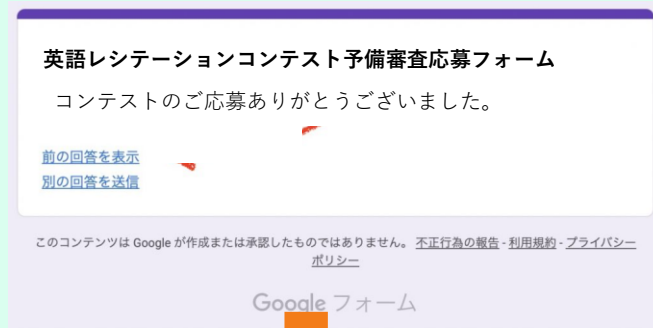 英語レシテーションコンテスト予備審査応募フォーム
コンテストのご応募ありがとうございました。
前の回答を表示
別の回答を送信
このコンテンツは Google が作成または承認したものではありません。 不正行為の報告 - 利用規約 - プライバシー
ポリシー
Google フォーム